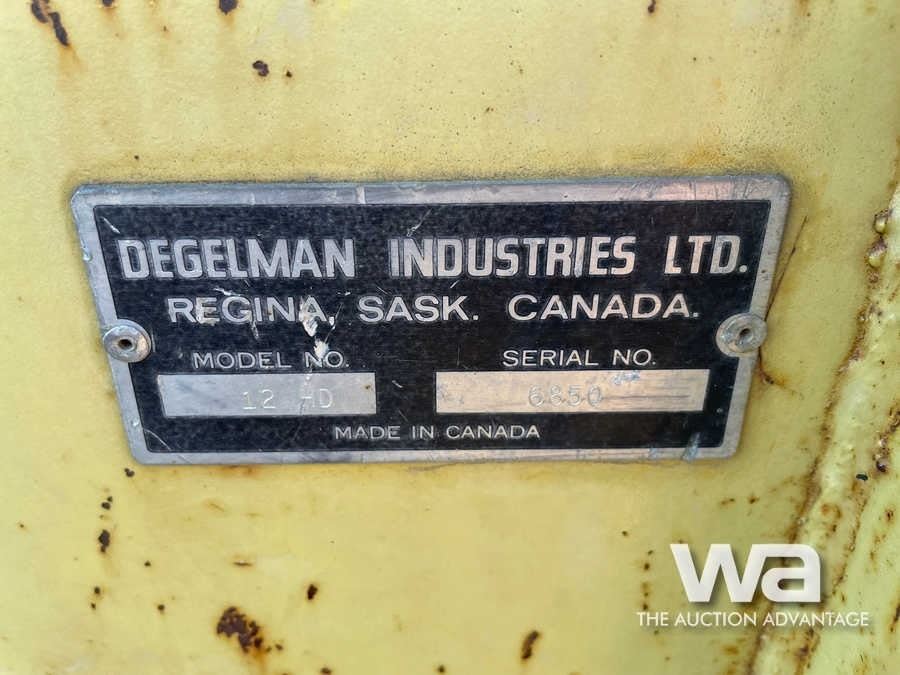 DEGELMAN INDUSTRIES LTD.
REGINA, SASK. CANADA.
MODEL NO. SERIAL NO.
12 HD 6850
MADE IN CANADA
wa
THE AUCTION ADVANTAGE